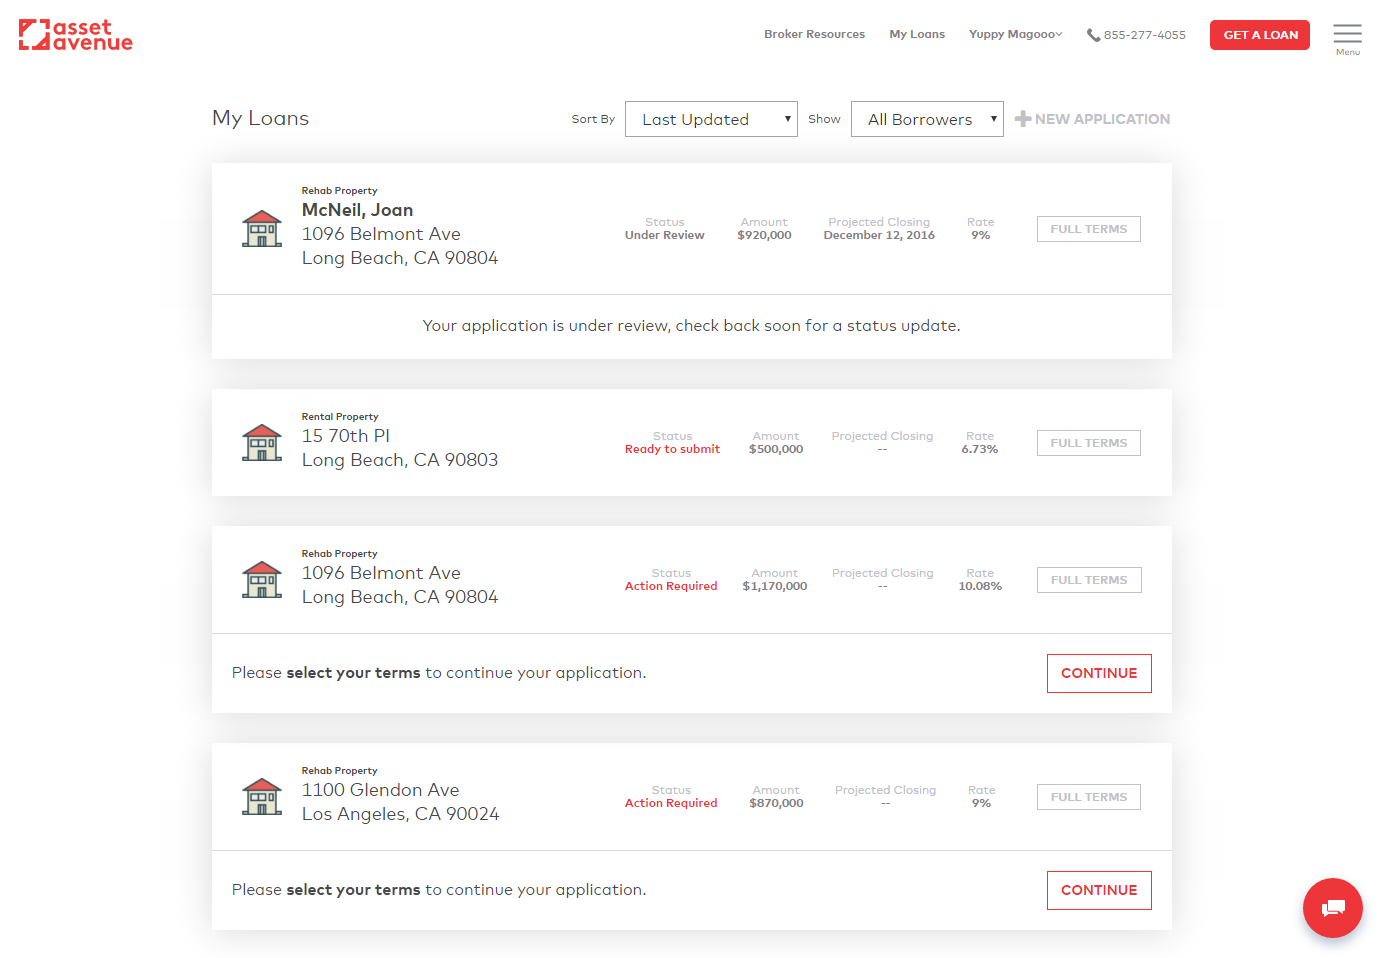 asset
avenue
Broker Resources
My Loans
Yuppy Magooo
855-277-4055
GET A LOAN
Menu
My Loans
Sort By
Last Updated
Show
All Borrowers
NEW APPLICATION
Rehab Property
McNeil, Joan
1096 Belmont Ave
Long Beach, CA 90804
Status
Under Review
Amount
$920,000
Projected Closing
December 12, 2016
Rate
9%
FULL TERMS
Your application is under review, check back soon for a status update.
Rental Property
15 70th Pl
Long Beach, CA 90803
Status
Ready to submit
Amount
$500,000
Projected Closing
--
Rate
6.73%
FULL TERMS
Rehab Property
1096 Belmont Ave
Long Beach, CA 90804
Status
Action Required
Amount
$1,170,000
Projected Closing
--
Rate
10.08%
FULL TERMS
Please select your terms to continue your application.
CONTINUE
Rehab Property
1100 Glendon Ave
Los Angeles, CA 90024
Status
Action Required
Amount
$870,000
Projected Closing
--
Rate
9%
FULL TERMS
Please select your terms to continue your application.
CONTINUE